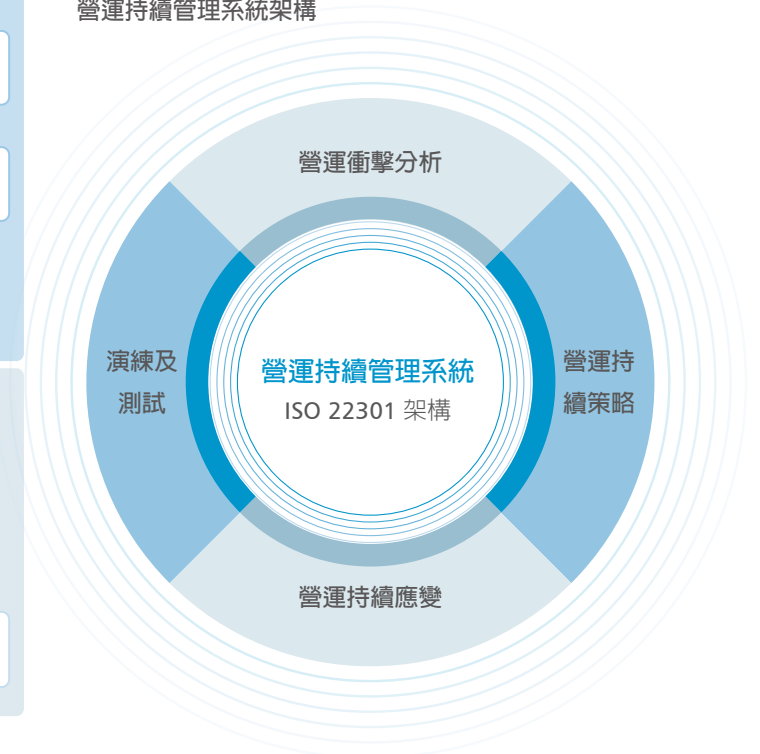 營運持續管理系統架構
營運衝擊分析
演練及
測試
營運持續管理系統
ISO 22301 架構
營運持
續策略
營運持續應變